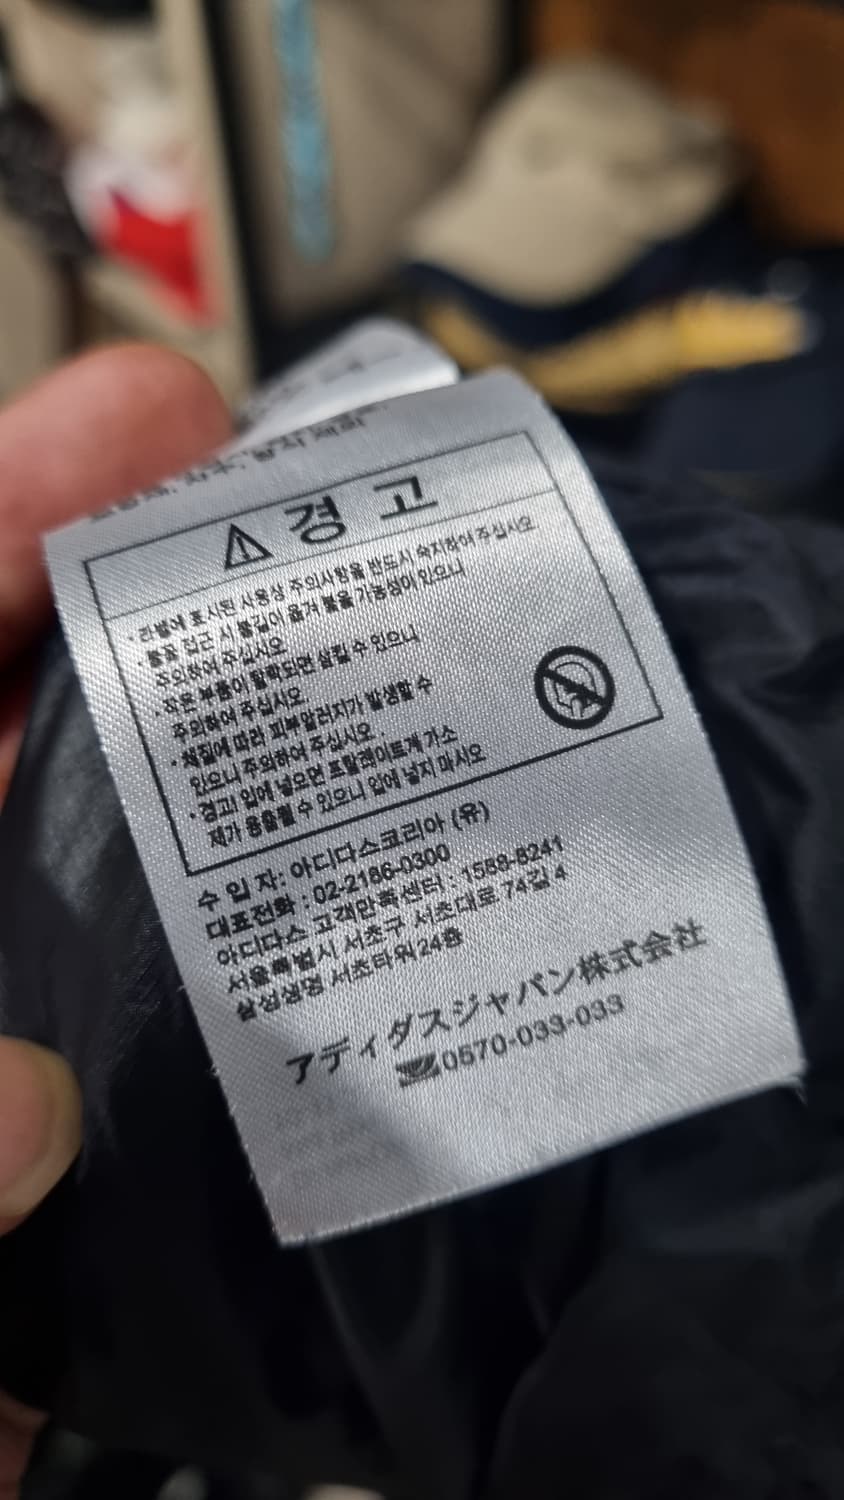 ⚠ 경 고
· 라벨에 표시된 사용상 주의사항을 반드시 숙지하여 주십시오
· 불꽃 접근 시 불길이 옮겨 붙을 가능성이 있으니
주의하여 주십시오
· 작은 부품이 탈락되면 삼킬 수 있으니
주의하여 주십시오
· 체질에 따라 피부알러지가 발생할 수
있으니 주의하여 주십시오
· 경고! 입에 넣으면 프탈레이트계 가소
제가 용출될 수 있으니 입에 넣지 마시오
수 입 자: 아디다스코리아 (유)
대표전화 : 02-2186-0300
아디다스 고객만족센터 : 1588-8241
서울특별시 서초구 서초대로 74길 4
삼성생명 서초타워 24층
アディダスジャパン株式会社
0570-033-033